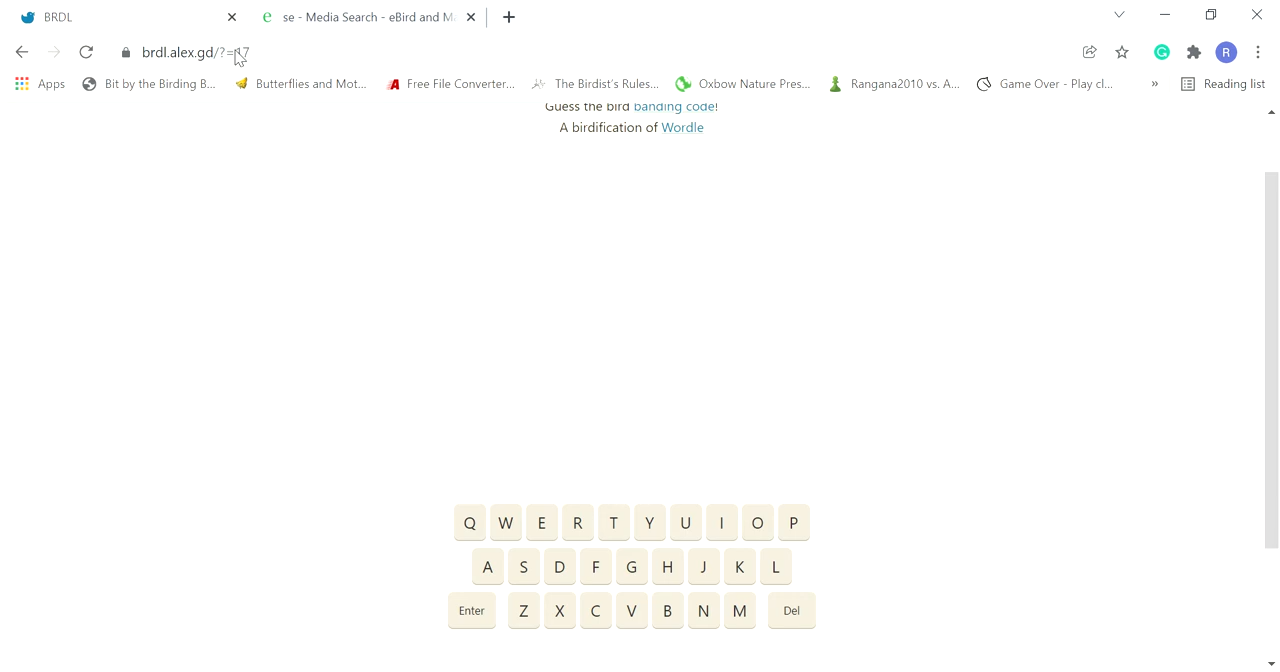 BRDL
se - Media Search - eBird and M
brdl.alex.gd/?=17
R
Apps
Bit by the Birding B...
Butterflies and Mot...
Free File Converter...
The Birdist's Rules...
Oxbow Nature Pres...
Rangana2010 vs. A...
Game Over - Play cl...
»
Reading list
Guess the bird banding code!
A birdification of Wordle
Q W E R T Y U I O P
A S D F G H J K L
Enter Z X C V B N M Del